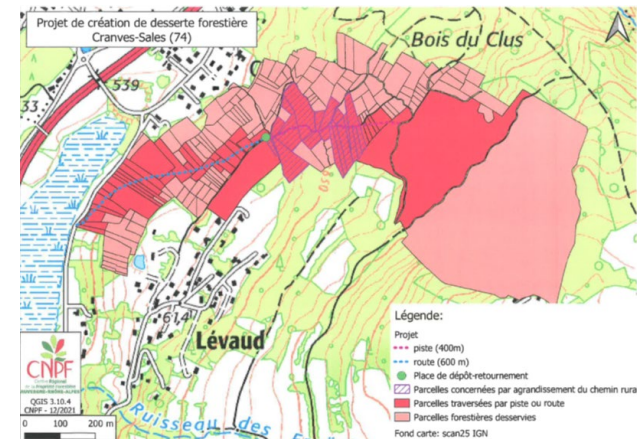 Projet de création de desserte forestière
Cranves-Sales (74)
Bois du Clus
539
33
550
614
Lévaud
Ruisseau des
CNPF
QGIS 3.10.4
CNPF - 12/2021
0 100 200 m
Légende:
Projet
piste (400m)
route (600 m)
Place de dépôt-retournement
Parcelles concernées par agrandissement du chemin rura
Parcelles traversées par piste ou route
Parcelles forestières desservies
Fond carte: scan25 IGN